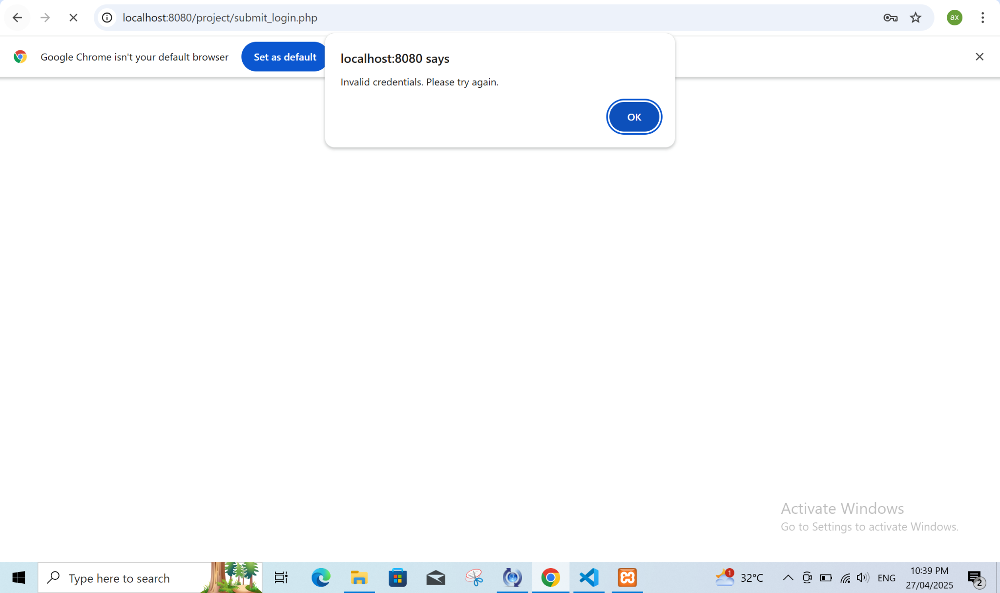 localhost:8080/project/submit_login.php
ax
Google Chrome isn't your default browser
Set as default
localhost:8080 says
Invalid credentials. Please try again.
OK
Activate Windows
Go to Settings to activate Windows.
Type here to search
1
32°C
ENG
10:39 PM
27/04/2025
2